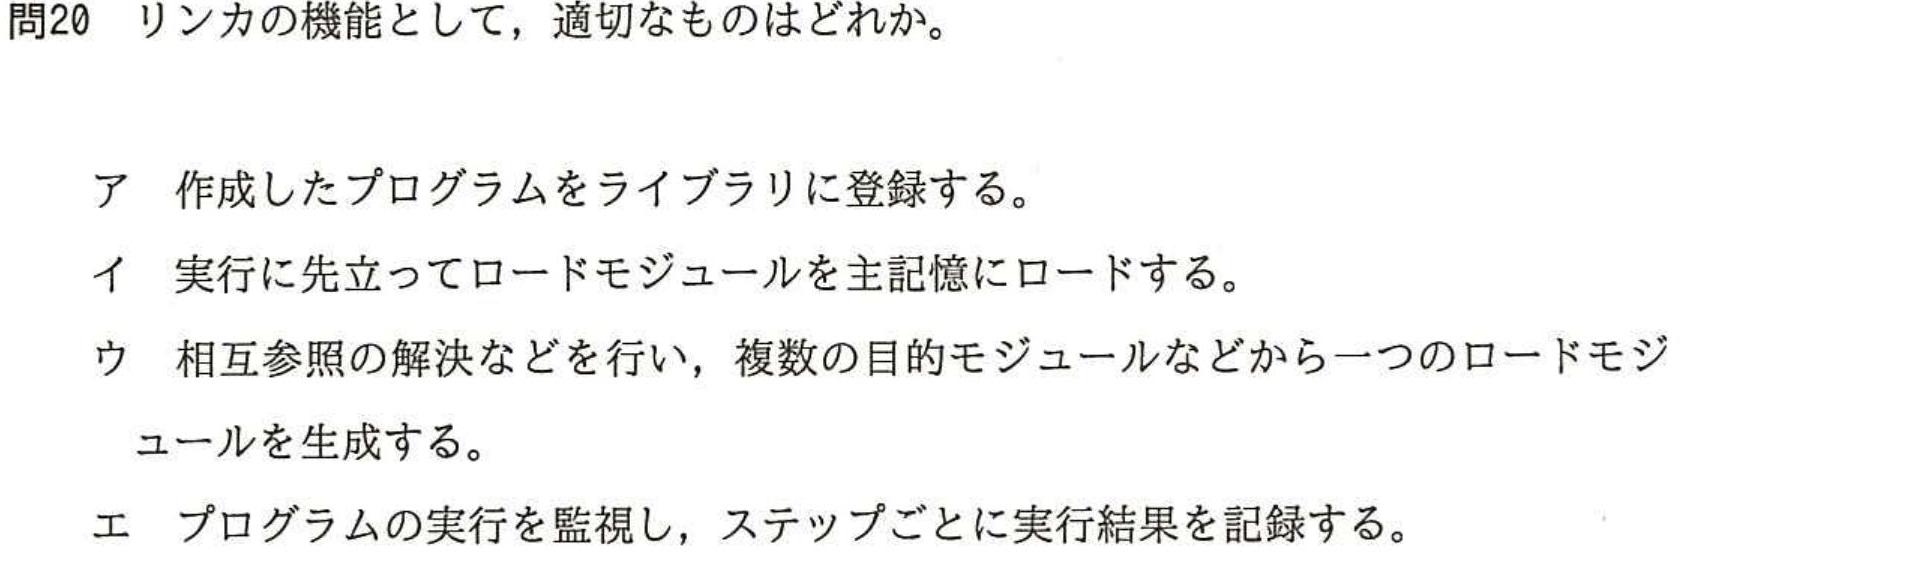 問20 リンカの機能として，適切なものはどれか。
ア 作成したプログラムをライブラリに登録する。
イ 実行に先立ってロードモジュールを主記憶にロードする。
ウ 相互参照の解決などを行い，複数の目的モジュールなどから一つのロードモジ
ュールを生成する。
エ プログラムの実行を監視し，ステップごとに実行結果を記録する。